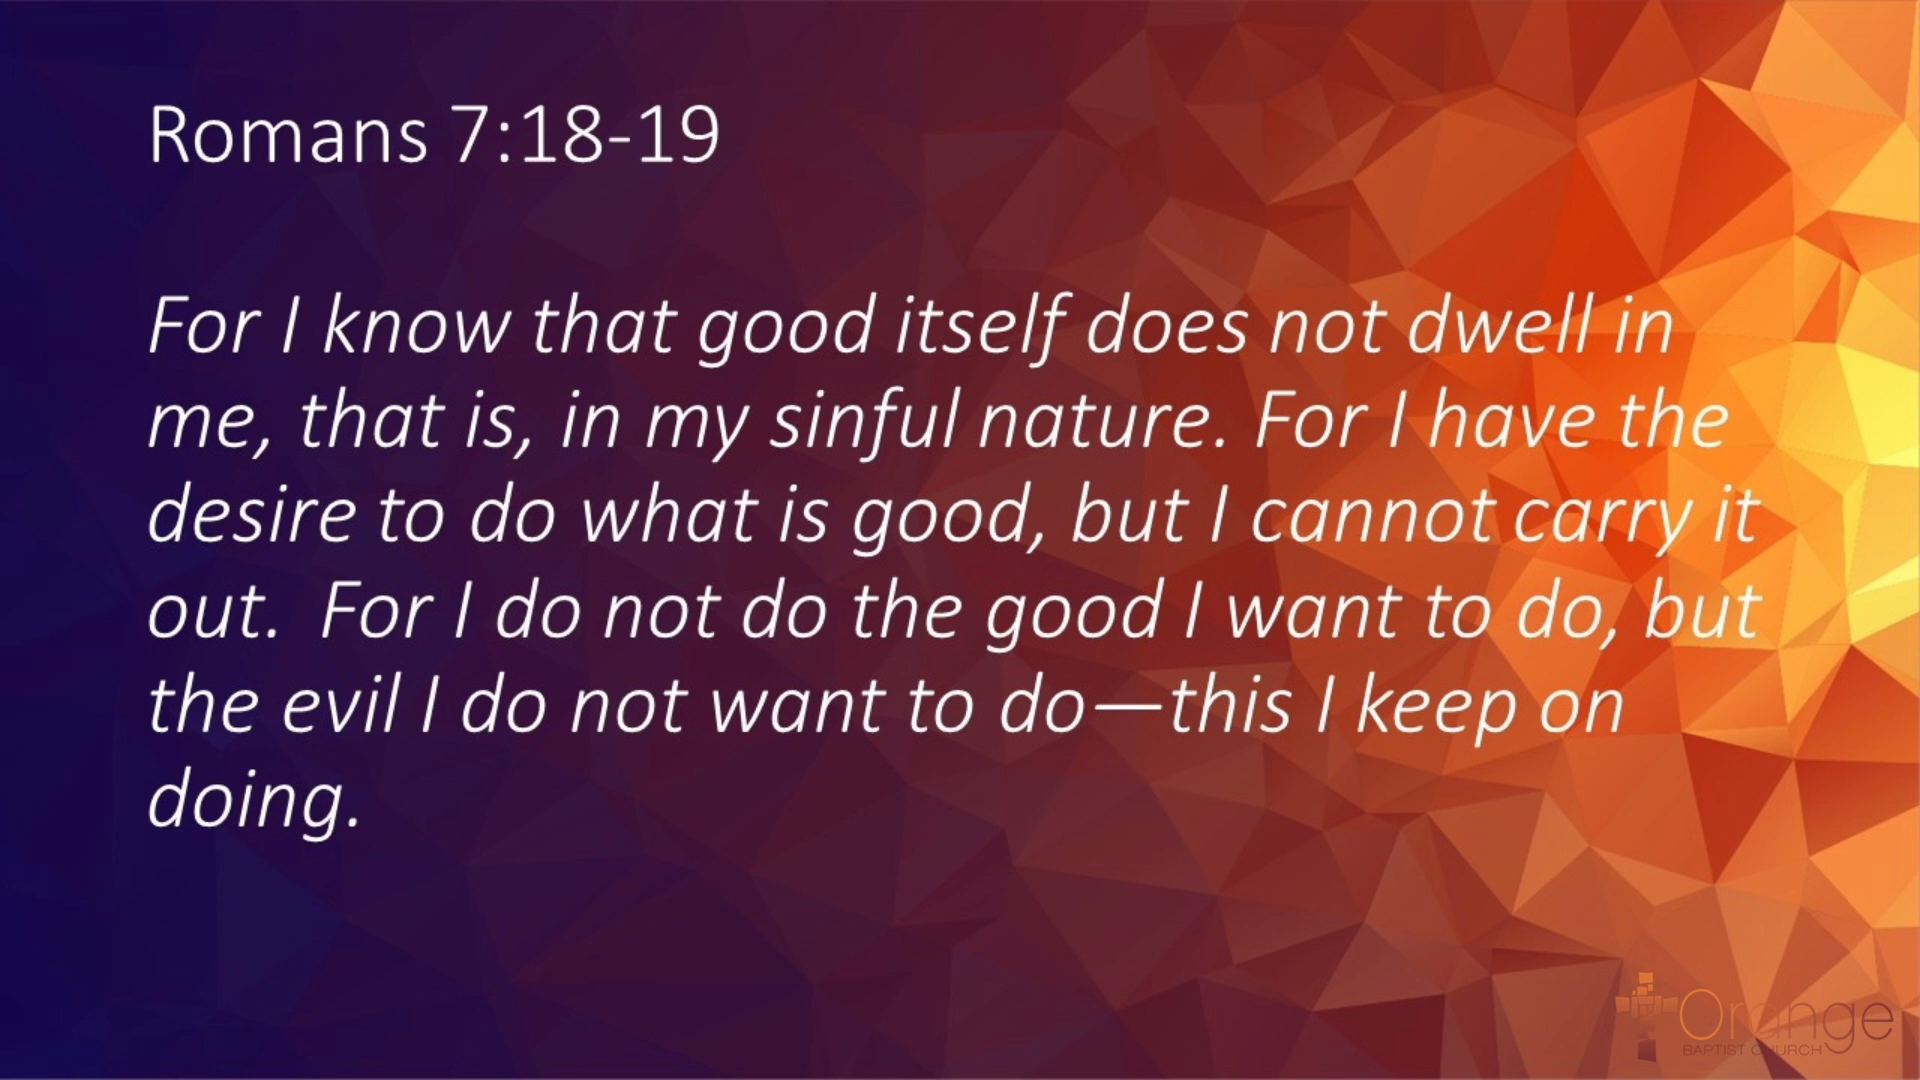 Romans 7:18-19
For I know that good itself does not dwell in
me, that is, in my sinful nature. For I have the
desire to do what is good, but I cannot carry it
out.  For I do not do the good I want to do, but
the evil I do not want to do—this I keep on
doing.
Orange
BAPTIST CHURCH